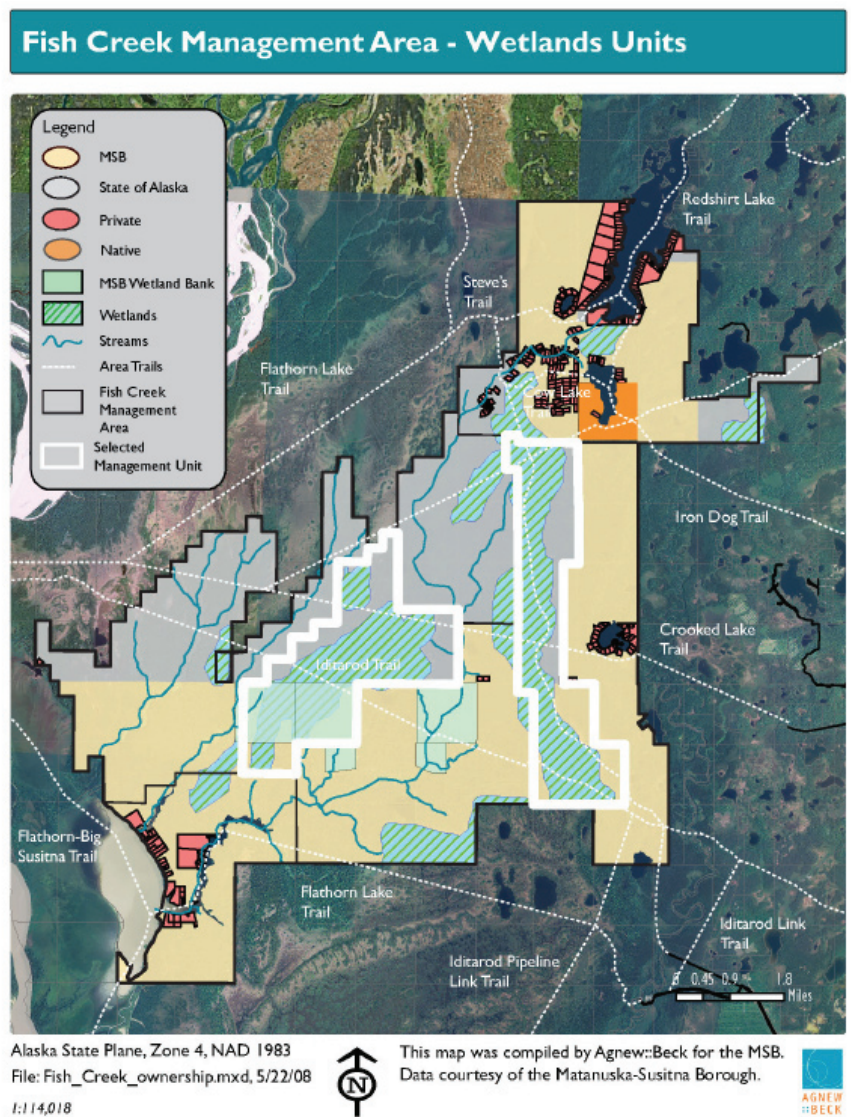 Fish Creek Management Area - Wetlands Units
Legend
MSB
State of Alaska
Private
Native
MSB Wetland Bank
Wetlands
Streams
Area Trails
Fish Creek
Management
Area
Selected
Management Unit
Redshirt Lake
Trail
Steve's
Trail
Flathorn Lake
Trail
Cow Lake
Trail
Iron Dog Trail
Crooked Lake
Trail
Iditarod Trail
Flathorn-Big
Susitna Trail
Flathorn Lake
Trail
Iditarod Pipeline
Link Trail
Iditarod Link
Trail
0.45 0.9 1.8
Miles
Alaska State Plane, Zone 4, NAD 1983
File: Fish_Creek_ownership.mxd, 5/22/08
1:114,018
N
This map was compiled by Agnew::Beck for the MSB.
Data courtesy of the Matanuska-Susitna Borough.
AGNEW
::BECK